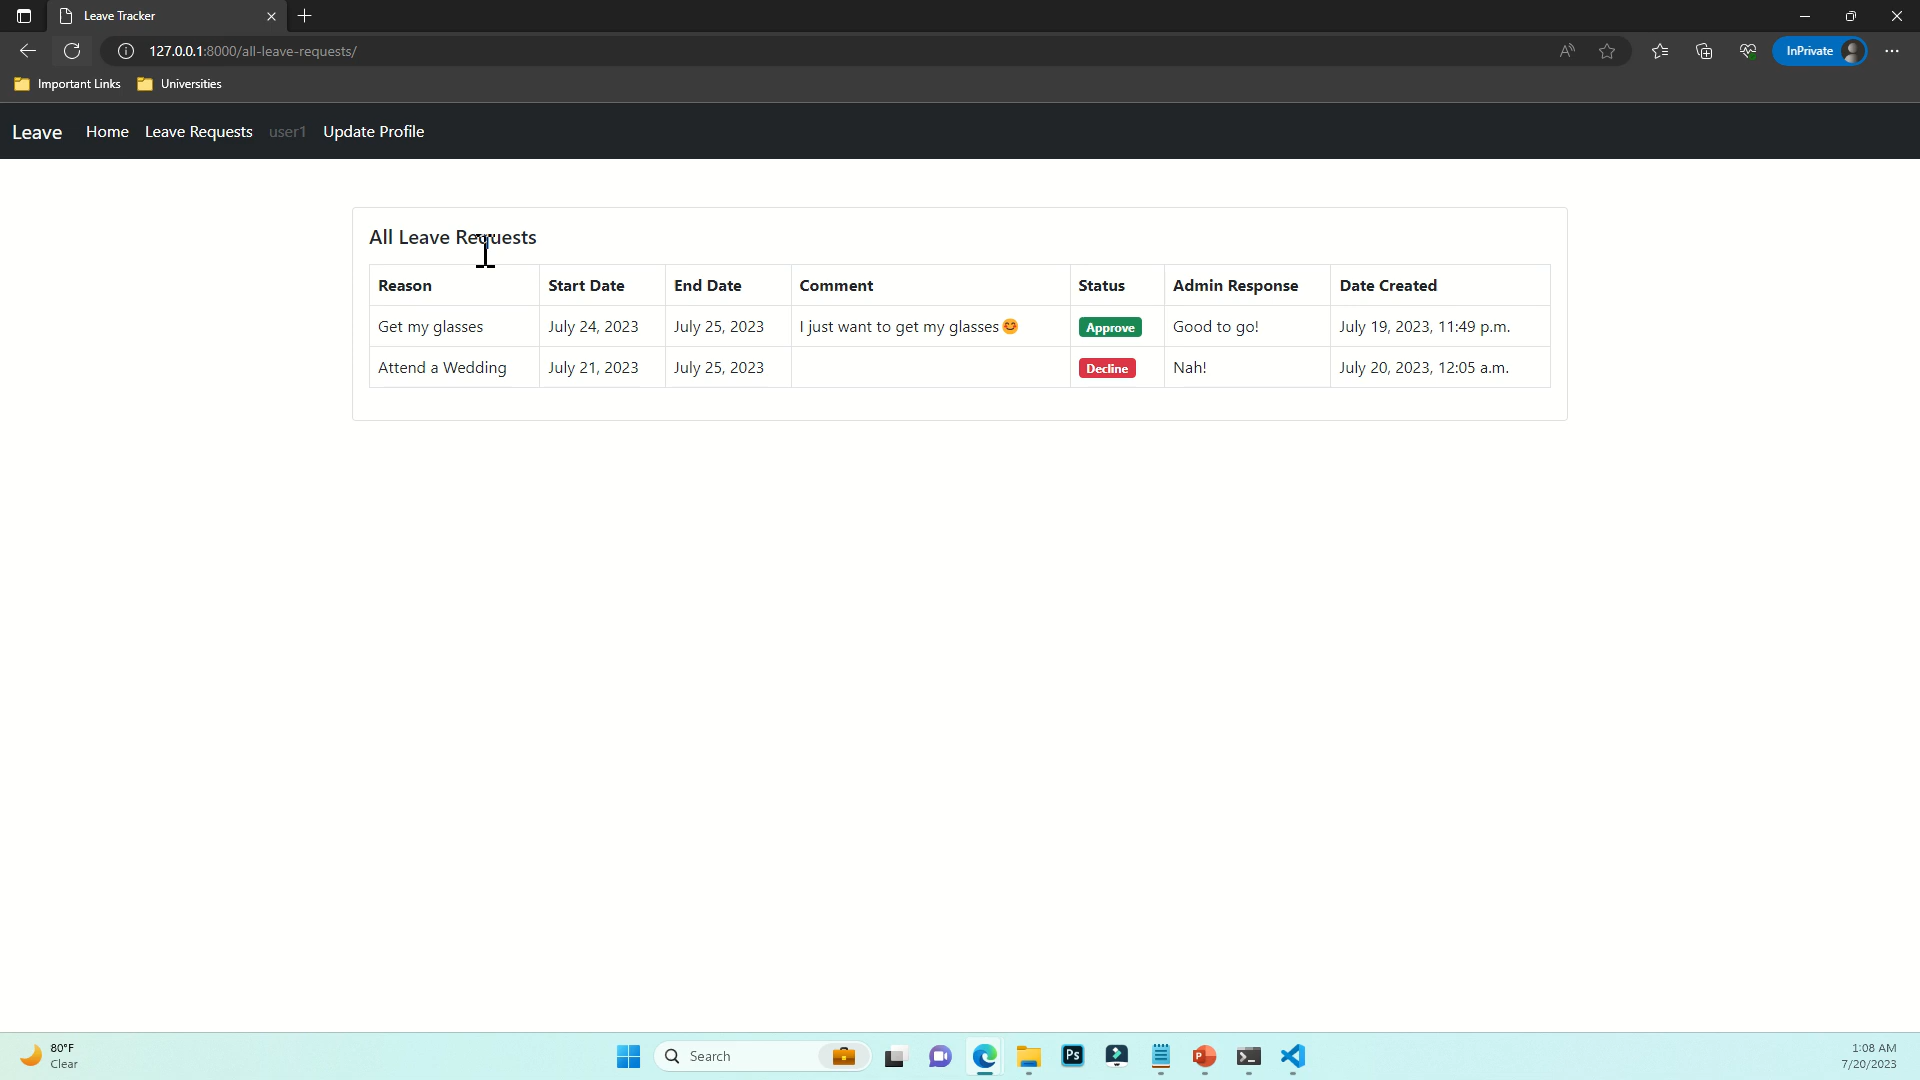 Leave Tracker
127.0.0.1:8000/all-leave-requests/
InPrivate
Important Links Universities
Leave Home Leave Requests user1 Update Profile
All Leave Requests
Reason Start Date End Date Comment Status Admin Response Date Created
Get my glasses July 24, 2023 July 25, 2023 I just want to get my glasses😊 Approve Good to go! July 19, 2023, 11:49 p.m.
Attend a Wedding July 21, 2023 July 25, 2023 Decline Nah! July 20, 2023, 12:05 a.m.
80°F
Clear
Search
Ps
P
1:08 AM
7/20/2023